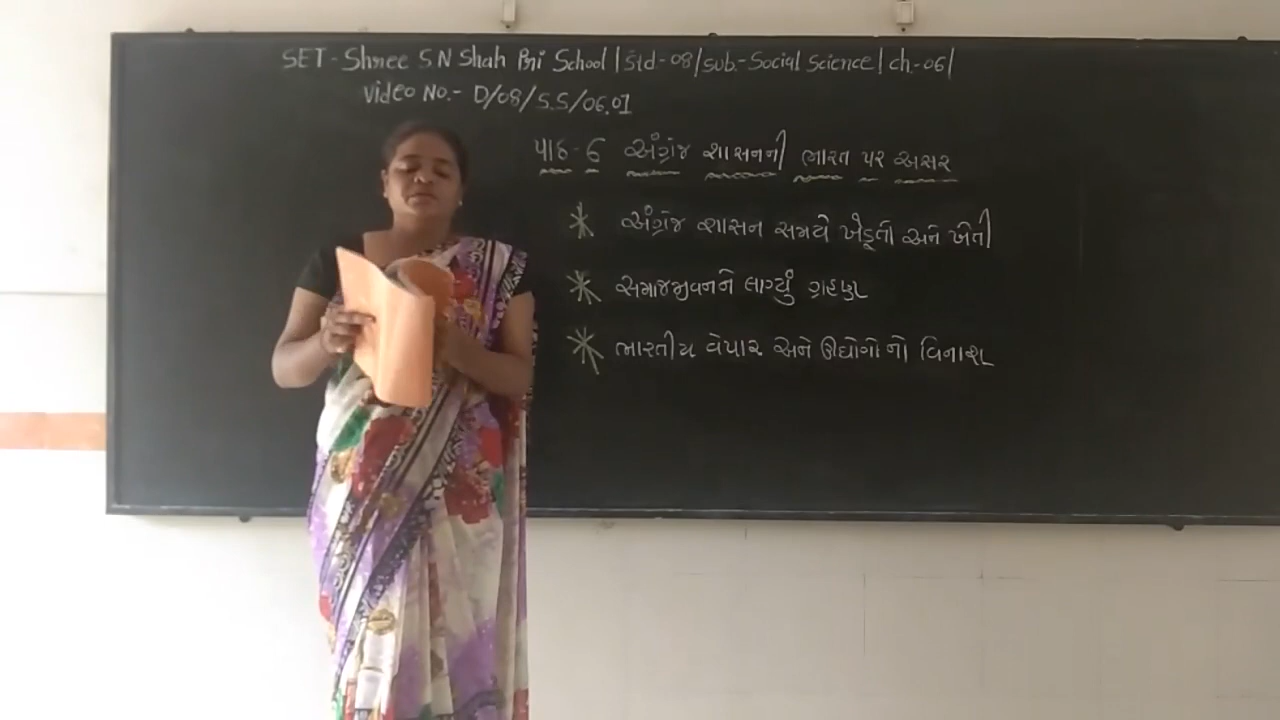 SET - Shree S N Shah Pri School | Std-08 | Sub.-Social Science | ch.-06 |
Video No.- D/08/S.S/06.01
પાઠ-6 અંગ્રેજ શાસનની ભારત પર અસર
અંગ્રેજ શાસન સમયે ખેડૂતો અને ખેતી
સમાજજીવનને લાગ્યું ગ્રહણ
ભારતીય વેપાર અને ઊદ્યોગોનો વિનાશ